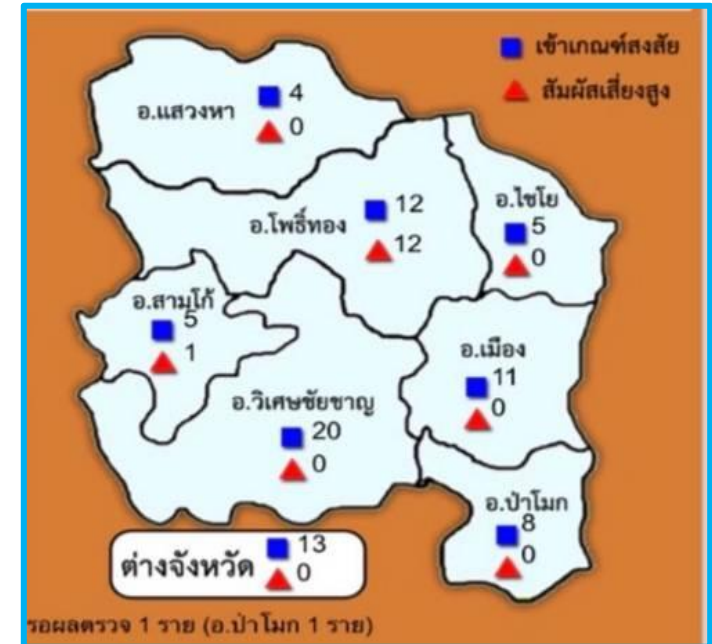 เข้าเกณฑ์สงสัย
สัมผัสเสี่ยงสูง
อ.แสวงหา
4
0
อ.โพธิ์ทอง
12
12
อ.ไชโย
5
0
อ.สามโก้
5
1
อ.เมือง
11
0
อ.วิเศษชัยชาญ
20
0
อ.ป่าโมก
8
0
ต่างจังหวัด
13
0
รอผลตรวจ 1 ราย (อ.ป่าโมก 1 ราย)